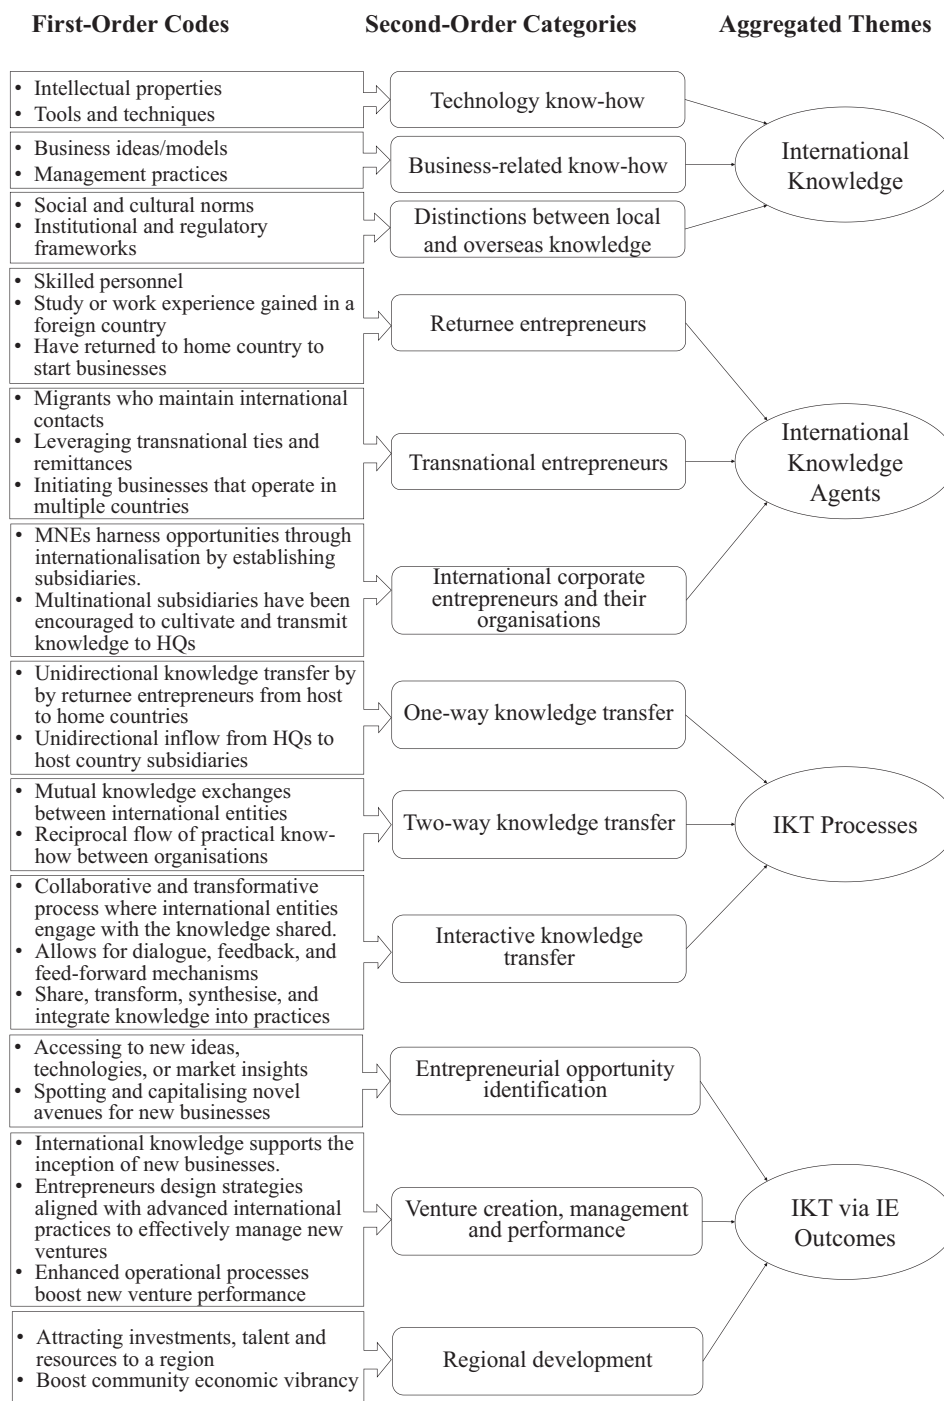 First-Order Codes
Second-Order Categories
Aggregated Themes
• Intellectual properties
• Tools and techniques
Technology know-how
• Business ideas/models
• Management practices
Business-related know-how
• Social and cultural norms
• Institutional and regulatory
frameworks
Distinctions between local
and overseas knowledge
International
Knowledge
• Skilled personnel
• Study or work experience gained in a
foreign country
• Have returned to home country to
start businesses
Returnee entrepreneurs
• Migrants who maintain international
contacts
• Leveraging transnational ties and
remittances
• Initiating businesses that operate in
multiple countries
Transnational entrepreneurs
• MNEs harness opportunities through
internationalisation by establishing
subsidiaries.
• Multinational subsidiaries have been
encouraged to cultivate and transmit
knowledge to HQs
International corporate
entrepreneurs and their
organisations
International
Knowledge
Agents
• Unidirectional knowledge transfer by
by returnee entrepreneurs from host
to home countries
• Unidirectional inflow from HQs to
host country subsidiaries
One-way knowledge transfer
• Mutual knowledge exchanges
between international entities
• Reciprocal flow of practical know-
how between organisations
Two-way knowledge transfer
• Collaborative and transformative
process where international entities
engage with the knowledge shared.
• Allows for dialogue, feedback, and
feed-forward mechanisms
• Share, transform, synthesise, and
integrate knowledge into practices
Interactive knowledge
transfer
IKT Processes
• Accessing to new ideas,
technologies, or market insights
• Spotting and capitalising novel
avenues for new businesses
Entrepreneurial opportunity
identification
• International knowledge supports the
inception of new businesses.
• Entrepreneurs design strategies
aligned with advanced international
practices to effectively manage new
ventures
• Enhanced operational processes
boost new venture performance
Venture creation, management
and performance
• Attracting investments, talent and
resources to a region
• Boost community economic vibrancy
Regional development
IKT via IE
Outcomes